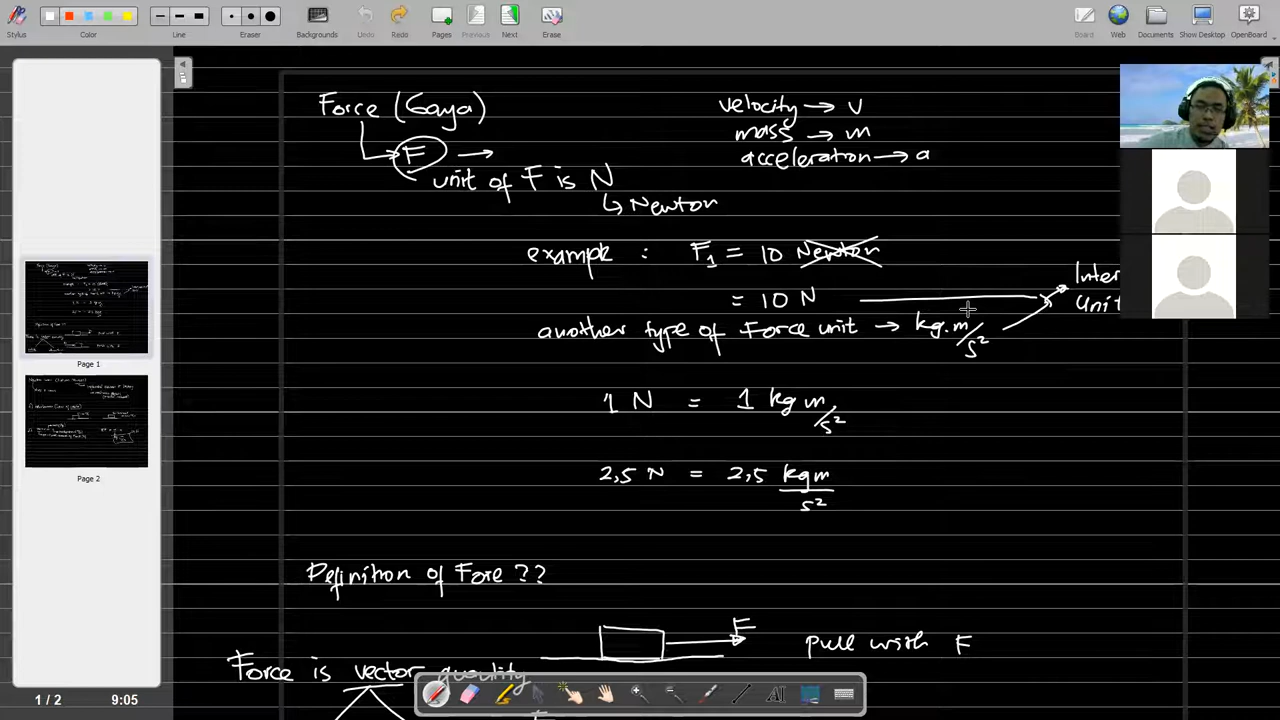 Stylus
Color
Line
Eraser
Backgrounds
Undo
Redo
Pages
Previous
Next
Erase
Board
Web
Documents
Show Desktop
OpenBoard
Force (Gaya)
F
unit of F is N
Newton
velocity → v
mass → m
acceleration → a
example : F1 = 10 Newton
= 10 N
Inter
Unit
another type of Force unit → kg.m/s²
1 N = 1 kg m/s²
2,5 N = 2,5 kgm/s²
Definition of Fore ??
F
pull with F
Force is vector quantity
Page 1
Page 2
1 / 2
9:05